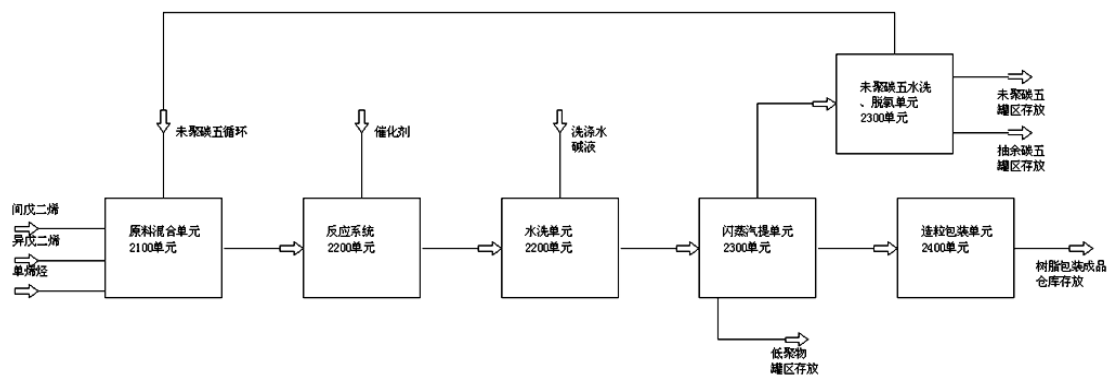 未聚碳五水洗
、脱氯单元
2300单元
未聚碳五
罐区存放
抽余碳五
罐区存放
未聚碳五循环
催化剂
洗涤水
碱液
间戊二烯
异戊二烯
单烯烃
原料混合单元
2100单元
反应系统
2200单元
水洗单元
2200单元
闪蒸汽提单元
2300单元
造粒包装单元
2400单元
树脂包装成品
仓库存放
低聚物
罐区存放